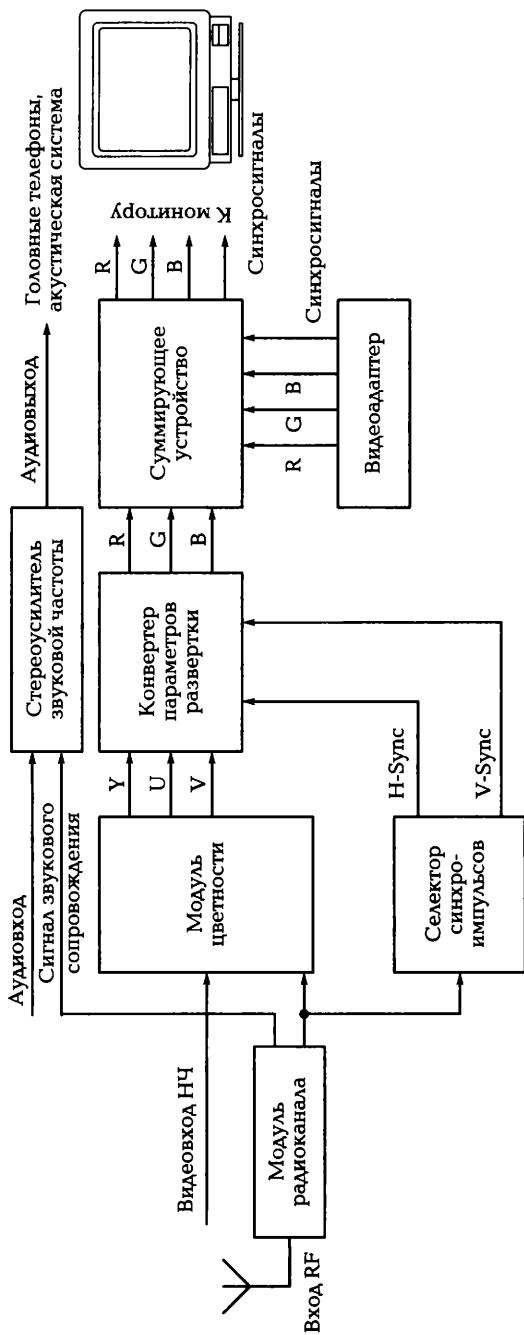 Вход RF
Модуль
радиоканала
Видеовход НЧ
Аудиовход
Сигнал звукового
сопровождения
Модуль
цветности
Селектор
синхро-
импульсов
Y
U
V
H-Sync
V-Sync
Стереоусилитель
звуковой частоты
Конвертер
параметров
развертки
R
G
B
Аудиовыход
Головные телефоны,
акустическая система
Суммирующее
устройство
R
G
B
Синхросигналы
Видеоадаптер
R
G
B
Синхросигналы
К монитору